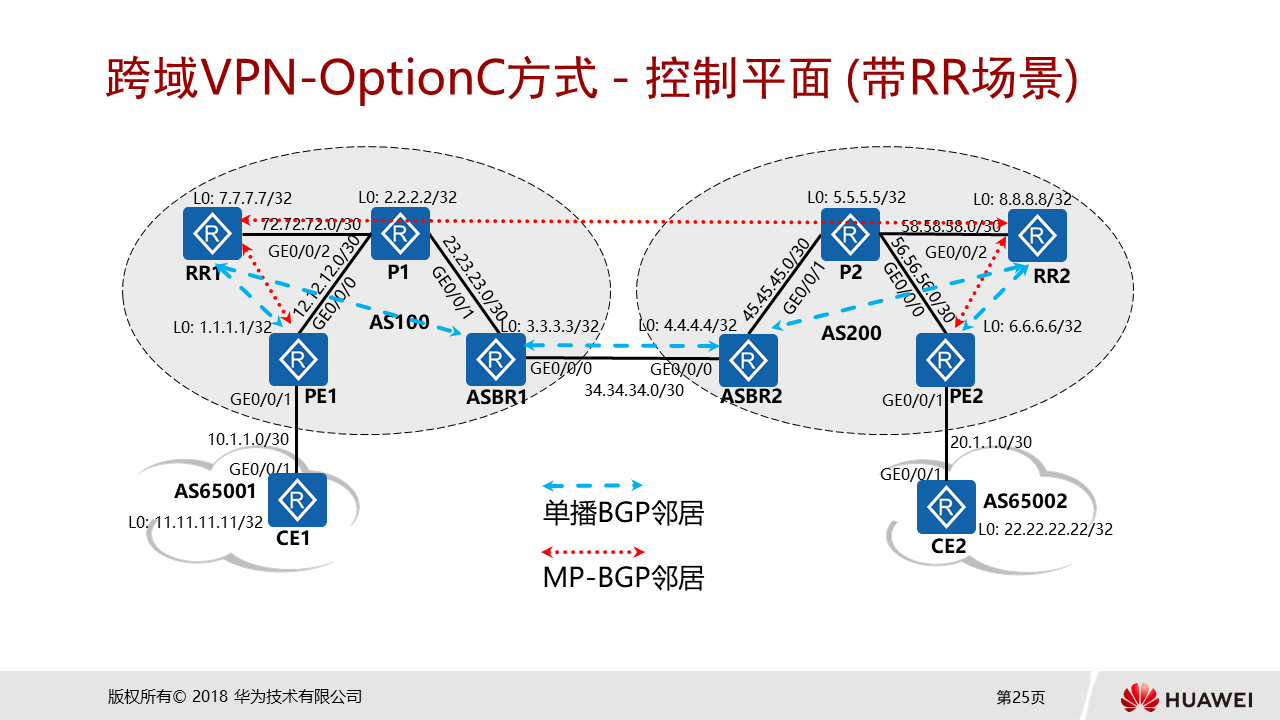 跨域VPN-OptionC方式 - 控制平面 (带RR场景)
L0: 7.7.7.7/32
L0: 2.2.2.2/32
72.72.72.0/30
GE0/0/2
RR1
P1
12.12.12.0/30
GE0/0/0
23.23.23.0/30
GE0/0/1
AS100
L0: 1.1.1.1/32
L0: 3.3.3.3/32
PE1
ASBR1
GE0/0/1
GE0/0/0
34.34.34.0/30
L0: 5.5.5.5/32
L0: 8.8.8.8/32
58.58.58.0/30
GE0/0/2
P2
RR2
45.45.45.0/30
GE0/0/1
56.56.56.0/30
GE0/0/0
AS200
L0: 4.4.4.4/32
L0: 6.6.6.6/32
GE0/0/0
ASBR2
PE2
GE0/0/1
10.1.1.0/30
GE0/0/1
AS65001
L0: 11.11.11.11/32
CE1
20.1.1.0/30
GE0/0/1
AS65002
L0: 22.22.22.22/32
CE2
单播BGP邻居
MP-BGP邻居
版权所有© 2018 华为技术有限公司
第25页
HUAWEI